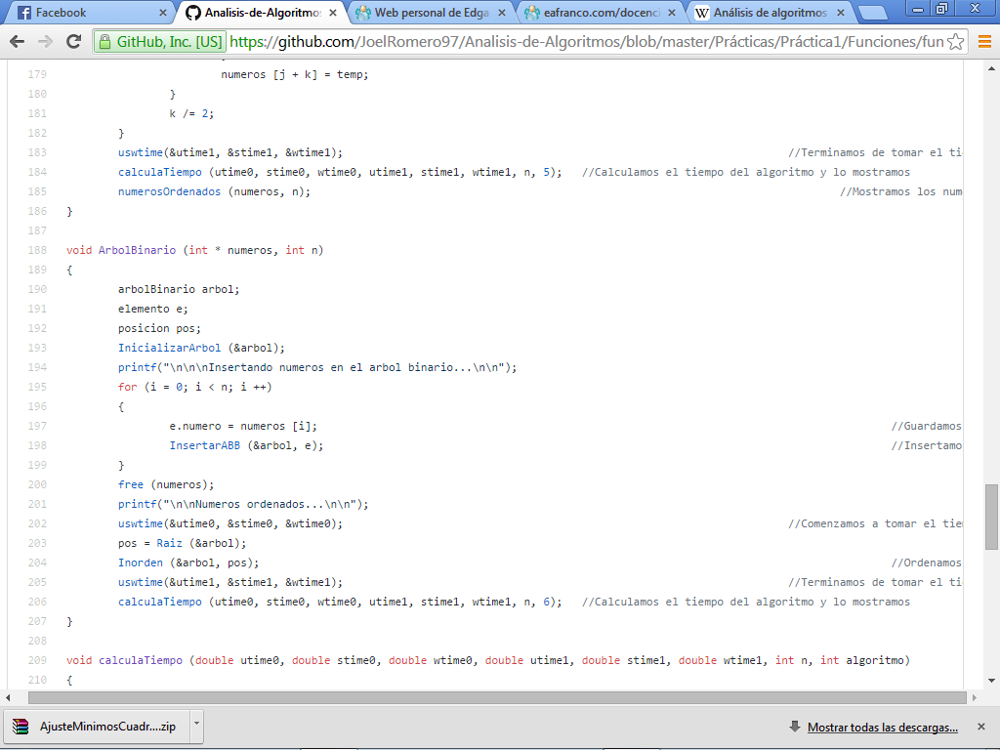 Facebook
Analisis-de-Algoritmos
Web personal de Edga
eafranco.com/docenci
Análisis de algoritmos
GitHub, Inc. [US] https://github.com/JoelRomero97/Analisis-de-Algoritmos/blob/master/Prácticas/Práctica1/Funciones/fun
179 numeros [j + k] = temp;
180 }
181 k /= 2;
182 }
183 uswtime(&utime1, &stime1, &wtime1); //Terminamos de tomar el ti
184 calculaTiempo (utime0, stime0, wtime0, utime1, stime1, wtime1, n, 5); //Calculamos el tiempo del algoritmo y lo mostramos
185 numerosOrdenados (numeros, n); //Mostramos los num
186 }
187
188 void ArbolBinario (int * numeros, int n)
189 {
190 arbolBinario arbol;
191 elemento e;
192 posicion pos;
193 InicializarArbol (&arbol);
194 printf("\n\n\nInsertando numeros en el arbol binario...\n\n");
195 for (i = 0; i < n; i ++)
196 {
197 e.numero = numeros [i]; //Guardamos
198 InsertarABB (&arbol, e); //Insertamo
199 }
200 free (numeros);
201 printf("\n\nNumeros ordenados...\n\n");
202 uswtime(&utime0, &stime0, &wtime0); //Comenzamos a tomar el tie
203 pos = Raiz (&arbol);
204 Inorden (&arbol, pos); //Ordenamos
205 uswtime(&utime1, &stime1, &wtime1); //Terminamos de tomar el ti
206 calculaTiempo (utime0, stime0, wtime0, utime1, stime1, wtime1, n, 6); //Calculamos el tiempo del algoritmo y lo mostramos
207 }
208
209 void calculaTiempo (double utime0, double stime0, double wtime0, double utime1, double stime1, double wtime1, int n, int algoritmo)
210 {
AjusteMinimosCuadr....zip
Mostrar todas las descargas...